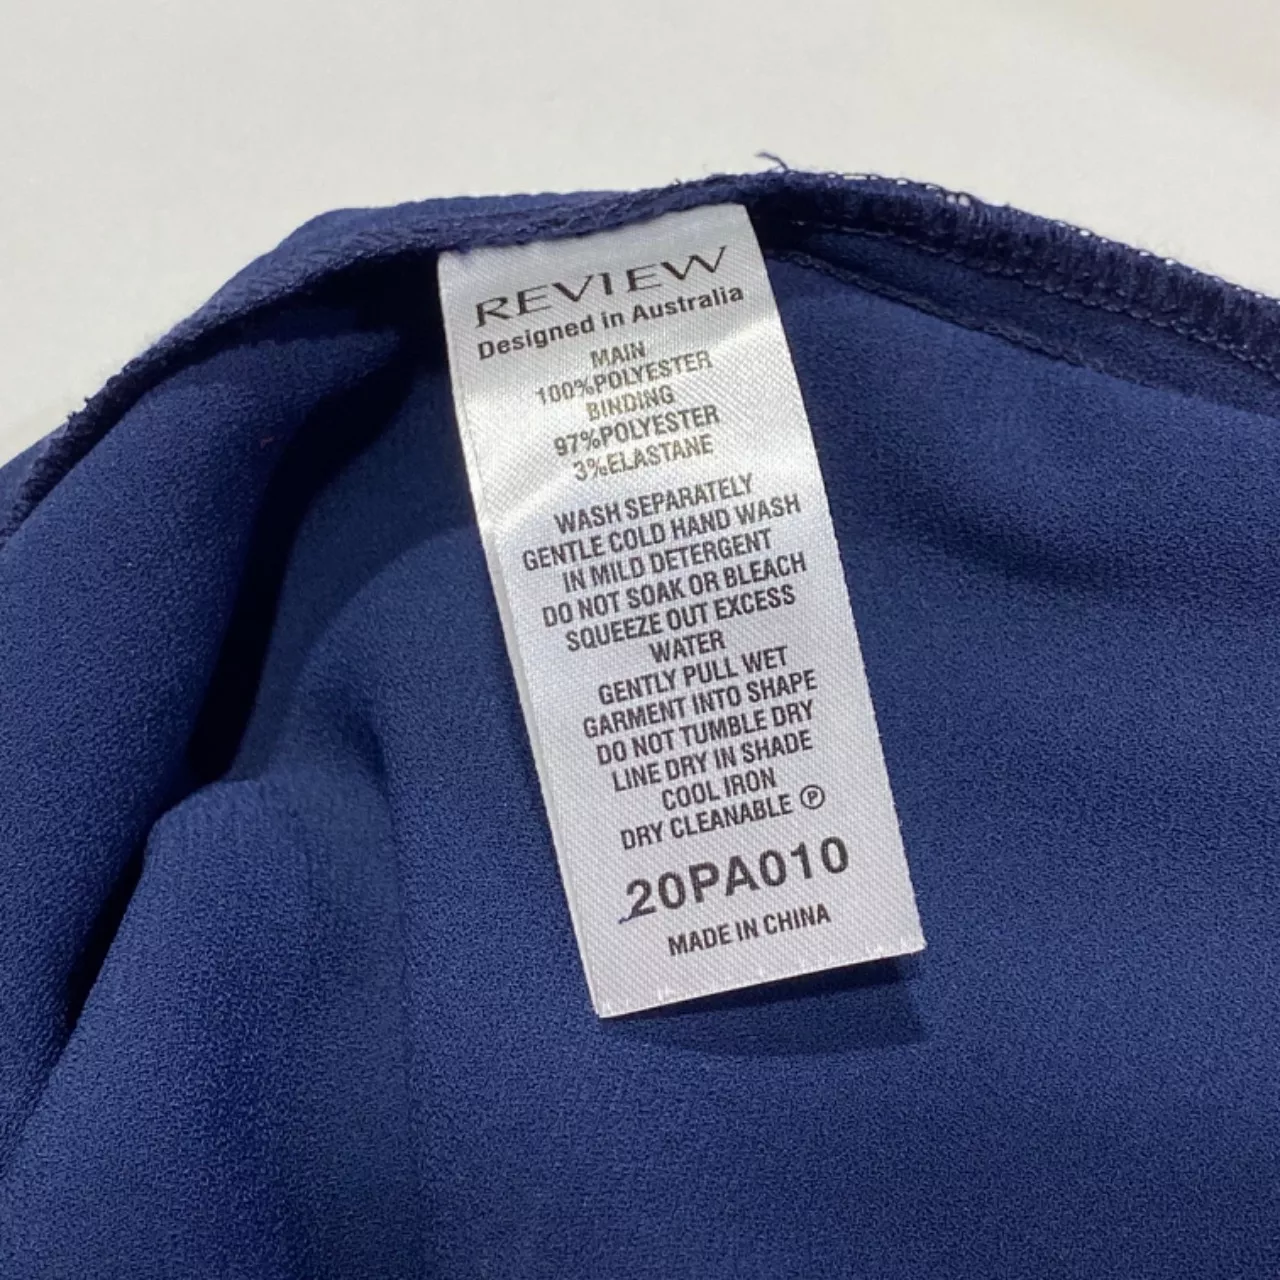 REVIEW
Designed in Australia
MAIN
100%POLYESTER
BINDING
97%POLYESTER
3%ELASTANE
WASH SEPARATELY
GENTLE COLD HAND WASH
IN MILD DETERGENT
DO NOT SOAK OR BLEACH
SQUEEZE OUT EXCESS
WATER
GENTLY PULL WET
GARMENT INTO SHAPE
DO NOT TUMBLE DRY
LINE DRY IN SHADE
COOL IRON
DRY CLEANABLE Ⓟ
20PA010
MADE IN CHINA